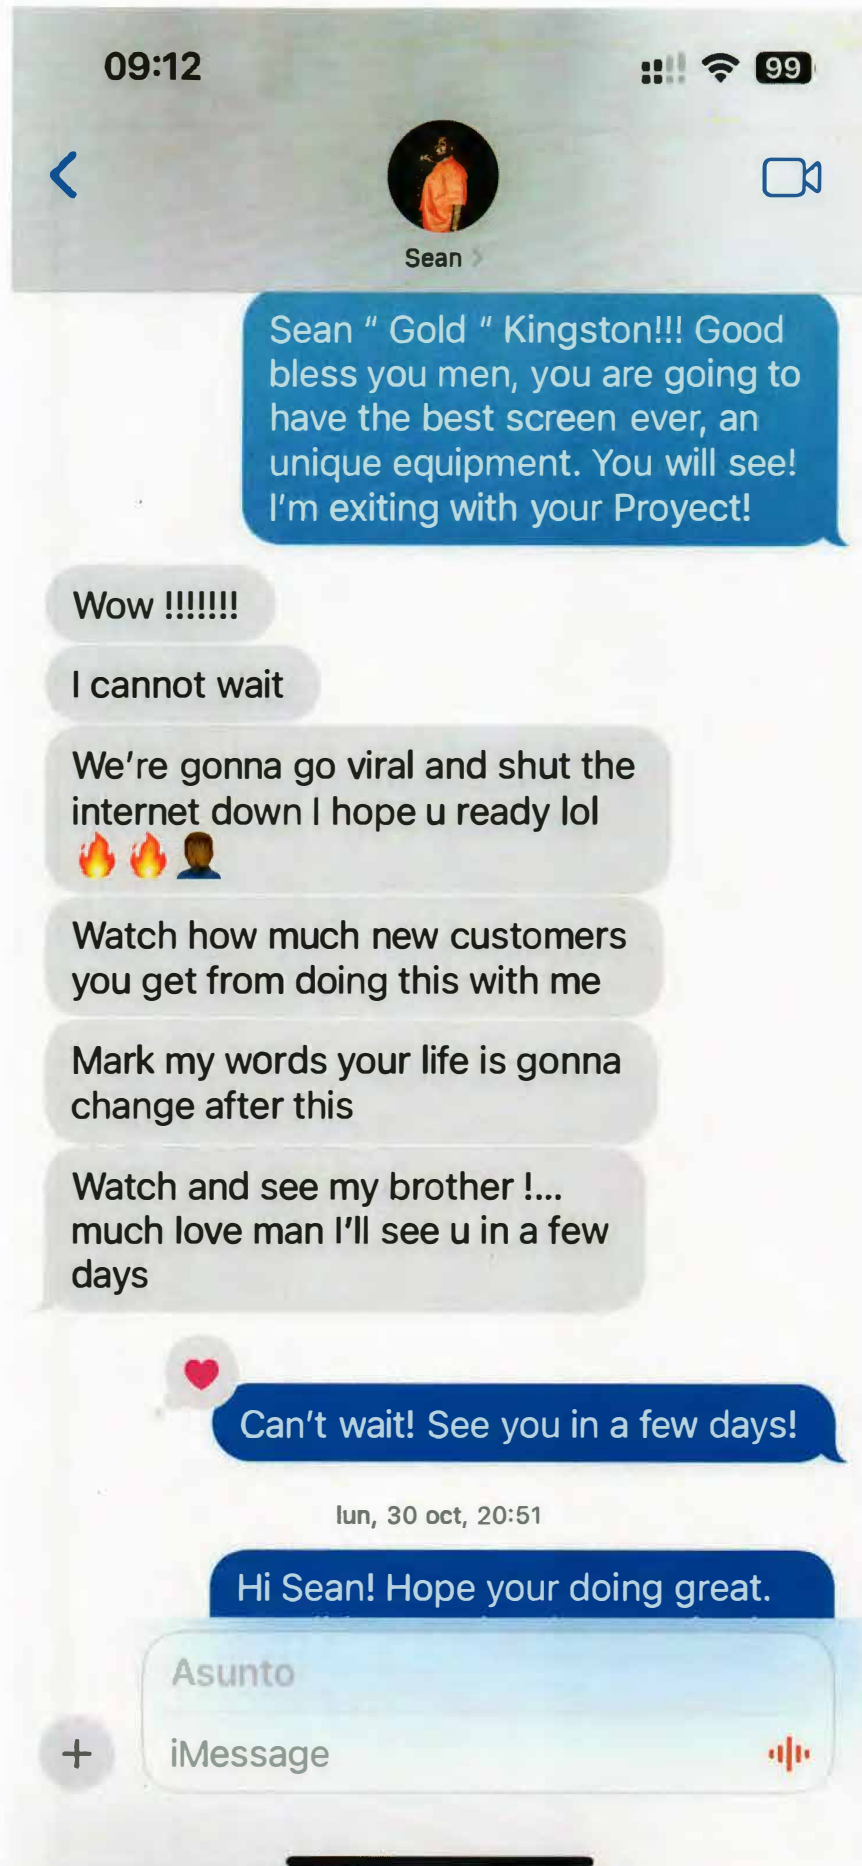 09:12
99
Sean
Sean “ Gold “ Kingston!!! Good
bless you men, you are going to
have the best screen ever, an
unique equipment. You will see!
I’m exiting with your Proyect!
Wow !!!!!!!
I cannot wait
We’re gonna go viral and shut the
internet down I hope u ready lol
🔥🔥🤦🏾‍♂️
Watch how much new customers
you get from doing this with me
Mark my words your life is gonna
change after this
Watch and see my brother !...
much love man I’ll see u in a few
days
Can’t wait! See you in a few days!
lun, 30 oct, 20:51
Hi Sean! Hope your doing great.
Asunto
iMessage